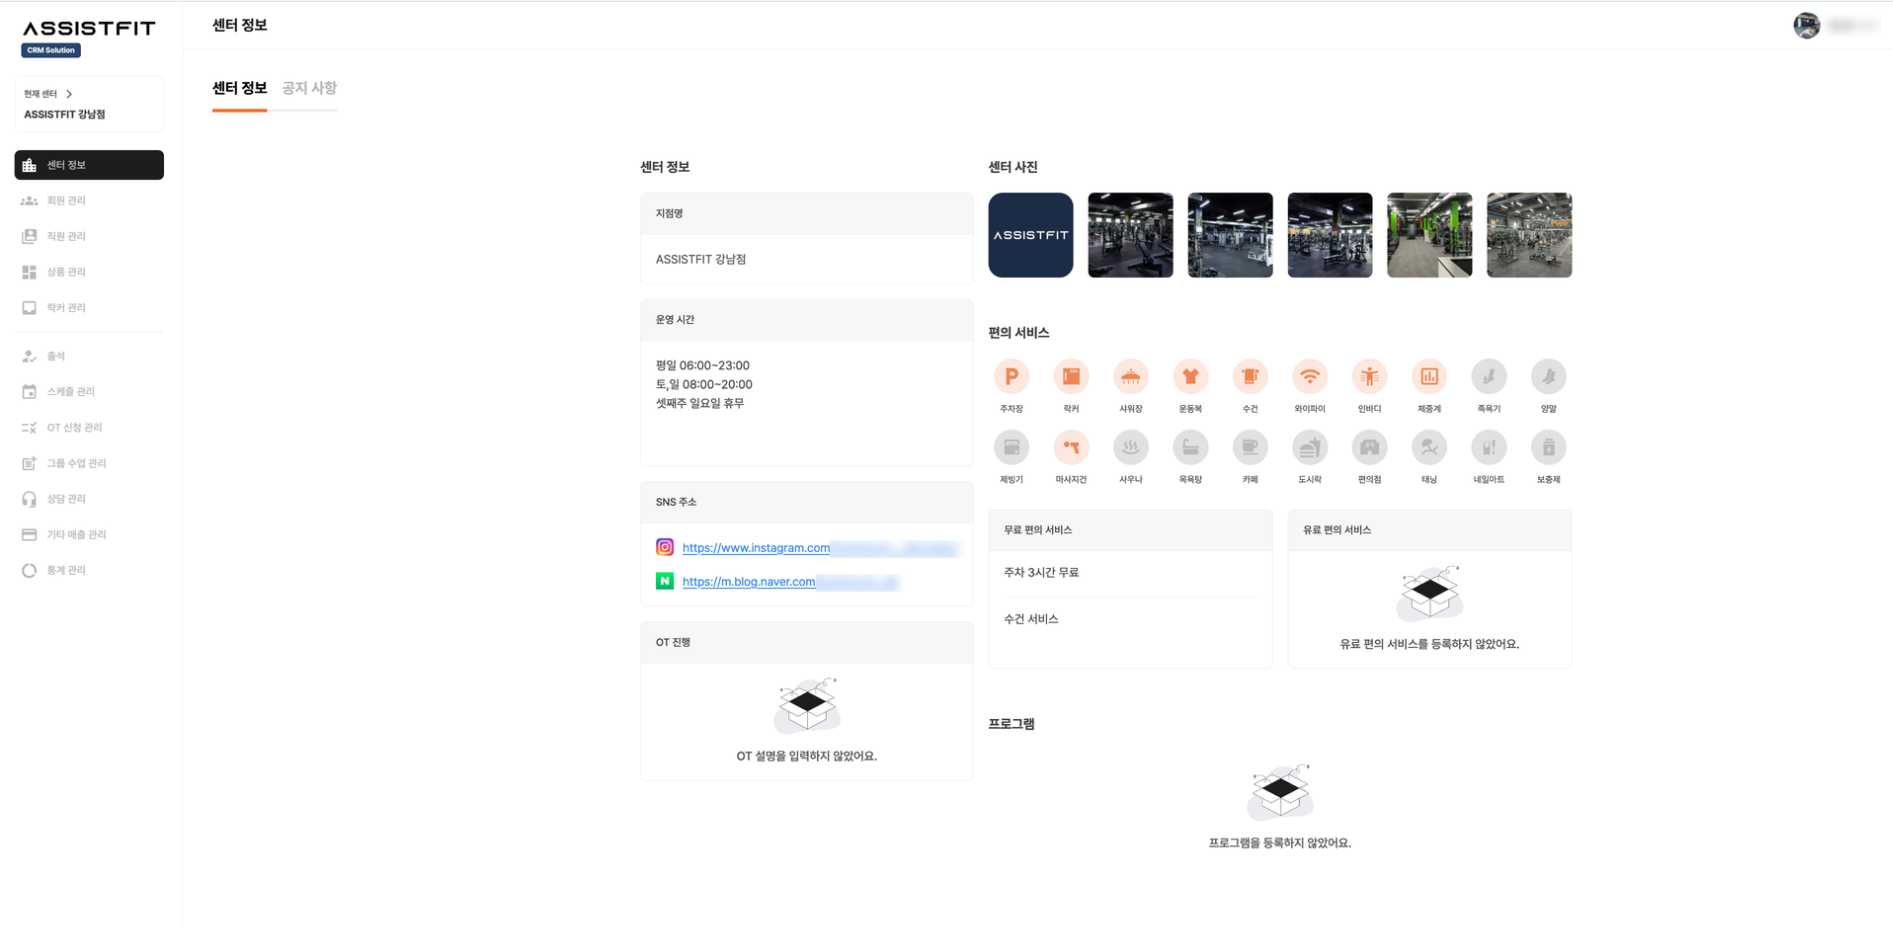 ASSISTFIT
CRM Solution
현재 센터
ASSISTFIT 강남점
센터 정보
회원 관리
직원 관리
상품 관리
락커 관리
출석
스케줄 관리
OT 신청 관리
그룹 수업 관리
상담 관리
기타 매출 관리
통계 관리
센터 정보
센터 정보 공지 사항
센터 정보
지점명
ASSISTFIT 강남점
운영 시간
평일 06:00~23:00
토,일 08:00~20:00
셋째주 일요일 휴무
SNS 주소
https://www.instagram.com
N https://m.blog.naver.com
OT 진행
OT 설명을 입력하지 않았어요.
센터 사진
ASSISTFIT
편의 서비스
P
주차장 락커 샤워장 운동복 수건 와이파이 인바디 체중계 족욕기 양말
제빙기 마사지건 사우나 목욕탕 카페 도시락 편의점 태닝 네일아트 보충제
무료 편의 서비스
주차 3시간 무료
수건 서비스
유료 편의 서비스
유료 편의 서비스를 등록하지 않았어요.
프로그램
프로그램을 등록하지 않았어요.